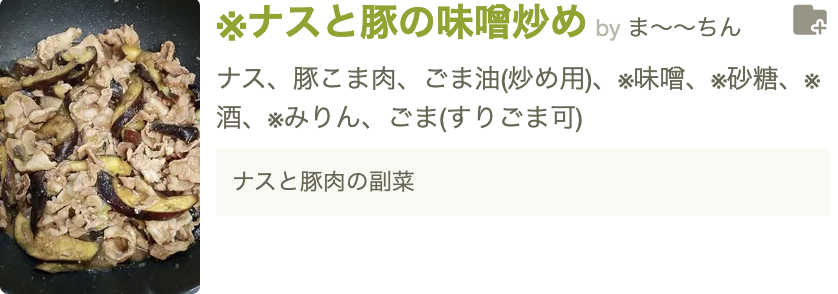 ※ナスと豚の味噌炒め by ま〜〜ちん
ナス、豚こま肉、ごま油(炒め用)、※味噌、※砂糖、※
酒、※みりん、ごま(すりごま可)
ナスと豚肉の副菜